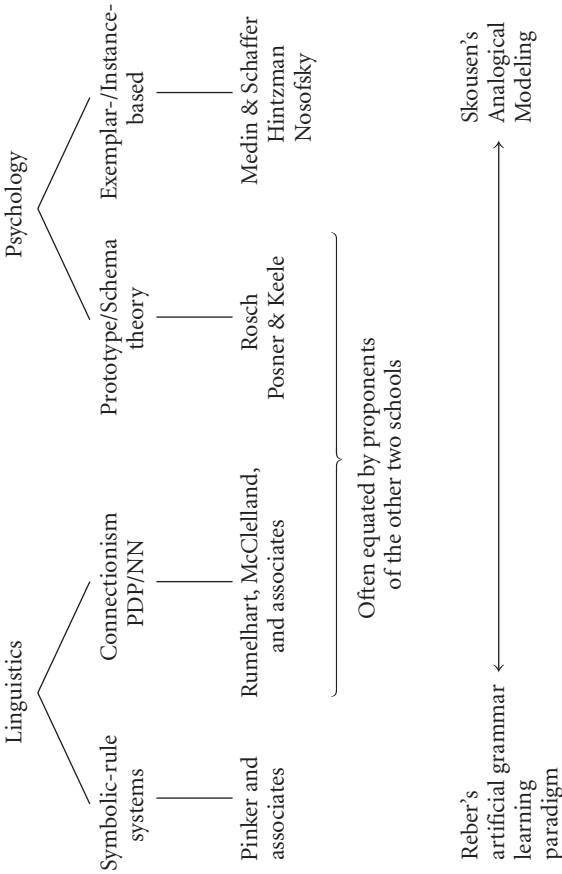 Linguistics
Psychology
Symbolic-rule
systems
Connectionism
PDP/NN
Prototype/Schema
theory
Exemplar-/Instance-
based
Pinker and
associates
Rumelhart, McClelland,
and associates
Rosch
Posner & Keele
Medin & Schaffer
Hintzman
Nosofsky
Often equated by proponents
of the other two schools
Reber’s
artificial grammar
learning
paradigm
Skousen’s
Analogical
Modeling